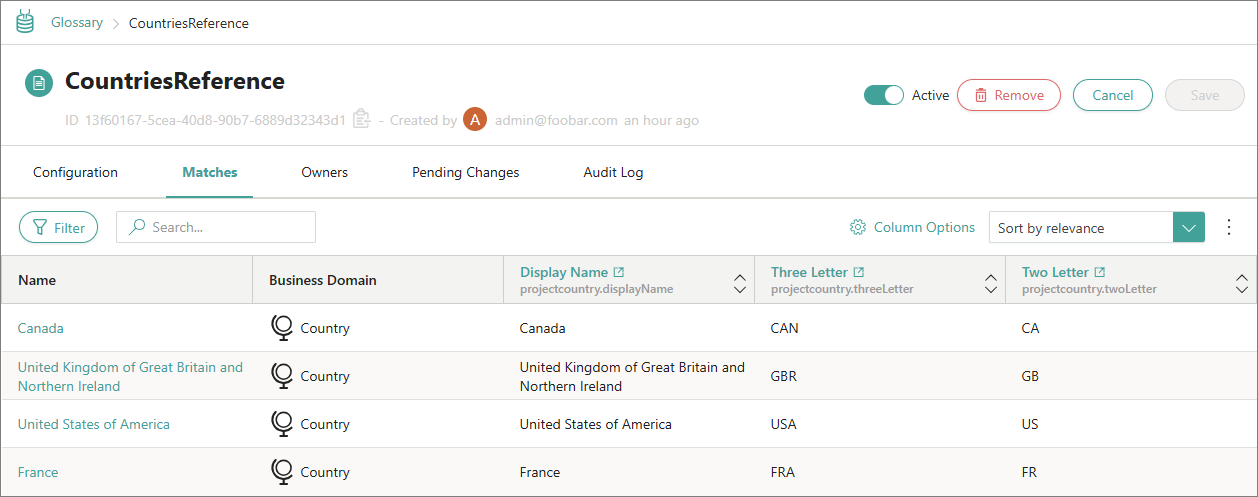 Glossary > CountriesReference
CountriesReference
Active Remove Cancel Save
ID 13f60167-5cea-40d8-90b7-6889d32343d1 - Created by A admin@foobar.com an hour ago
Configuration Matches Owners Pending Changes Audit Log
Filter Search... Column Options Sort by relevance
Name Business Domain Display Name Three Letter Two Letter
projectcountry.displayName projectcountry.threeLetter projectcountry.twoLetter
Canada Country Canada CAN CA
United Kingdom of Great Britain and United Kingdom of Great Britain and
Country GBR GB
Northern Ireland Northern Ireland
United States of America Country United States of America USA US
France Country France FRA FR